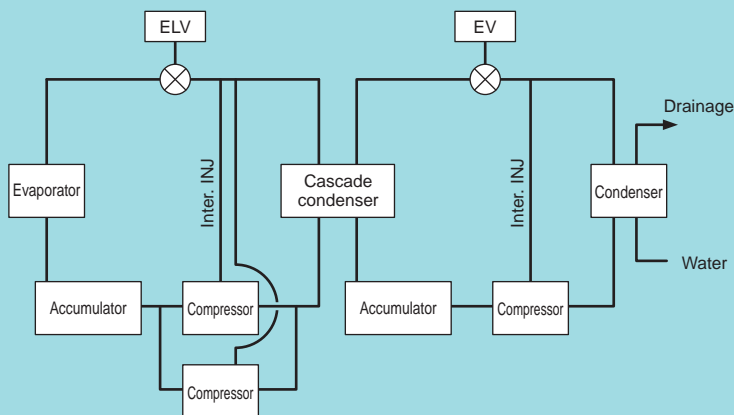 ELV
EV
Drainage
Evaporator
Inter. INJ
Cascade
condenser
Inter. INJ
Condenser
Water
Accumulator
Compressor
Accumulator
Compressor
Compressor